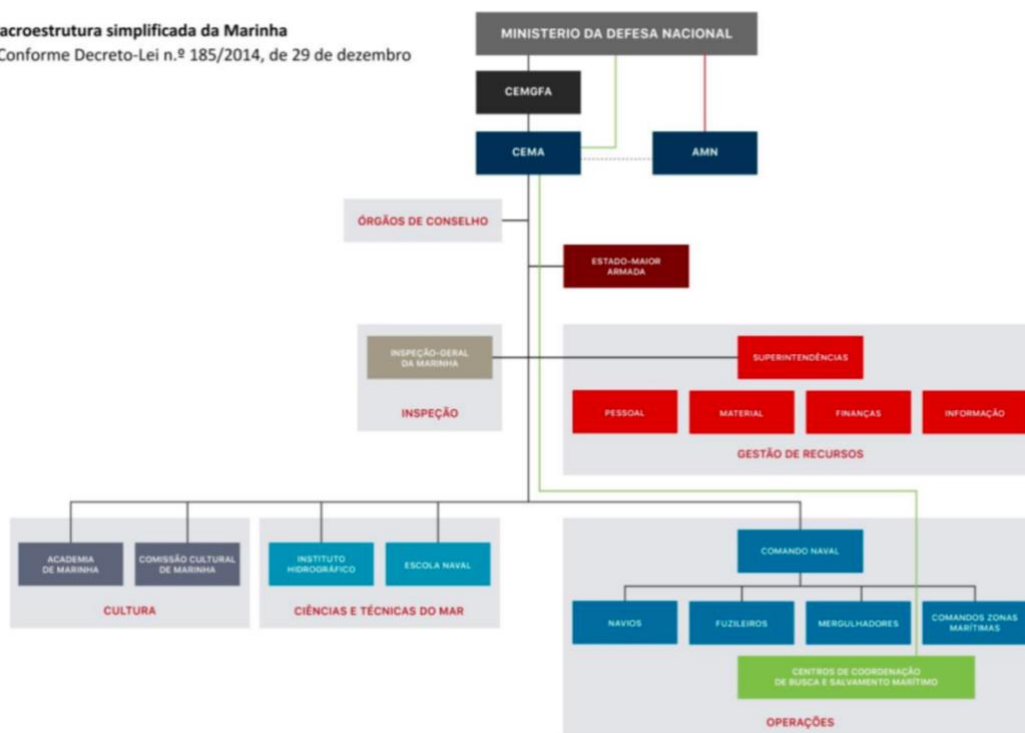 acroestrutura simplificada da Marinha
Conforme Decreto-Lei n.º 185/2014, de 29 de dezembro
MINISTERIO DA DEFESA NACIONAL
CEMGFA
CEMA
AMN
ÓRGÃOS DE CONSELHO
ESTADO-MAIOR
ARMADA
INSPEÇÃO-GERAL
DA MARINHA
INSPEÇÃO
SUPERINTENDÊNCIAS
PESSOAL
MATERIAL
FINANÇAS
INFORMAÇÃO
GESTÃO DE RECURSOS
ACADEMIA
DE MARINHA
COMISSÃO CULTURAL
DE MARINHA
CULTURA
INSTITUTO
HIDROGRÁFICO
ESCOLA NAVAL
CIÊNCIAS E TÉCNICAS DO MAR
COMANDO NAVAL
NAVIOS
FUZILEIROS
MERGULHADORES
COMANDOS ZONAS
MARÍTIMAS
CENTROS DE COORDENAÇÃO
DE BUSCA E SALVAMENTO MARÍTIMO
OPERAÇÕES